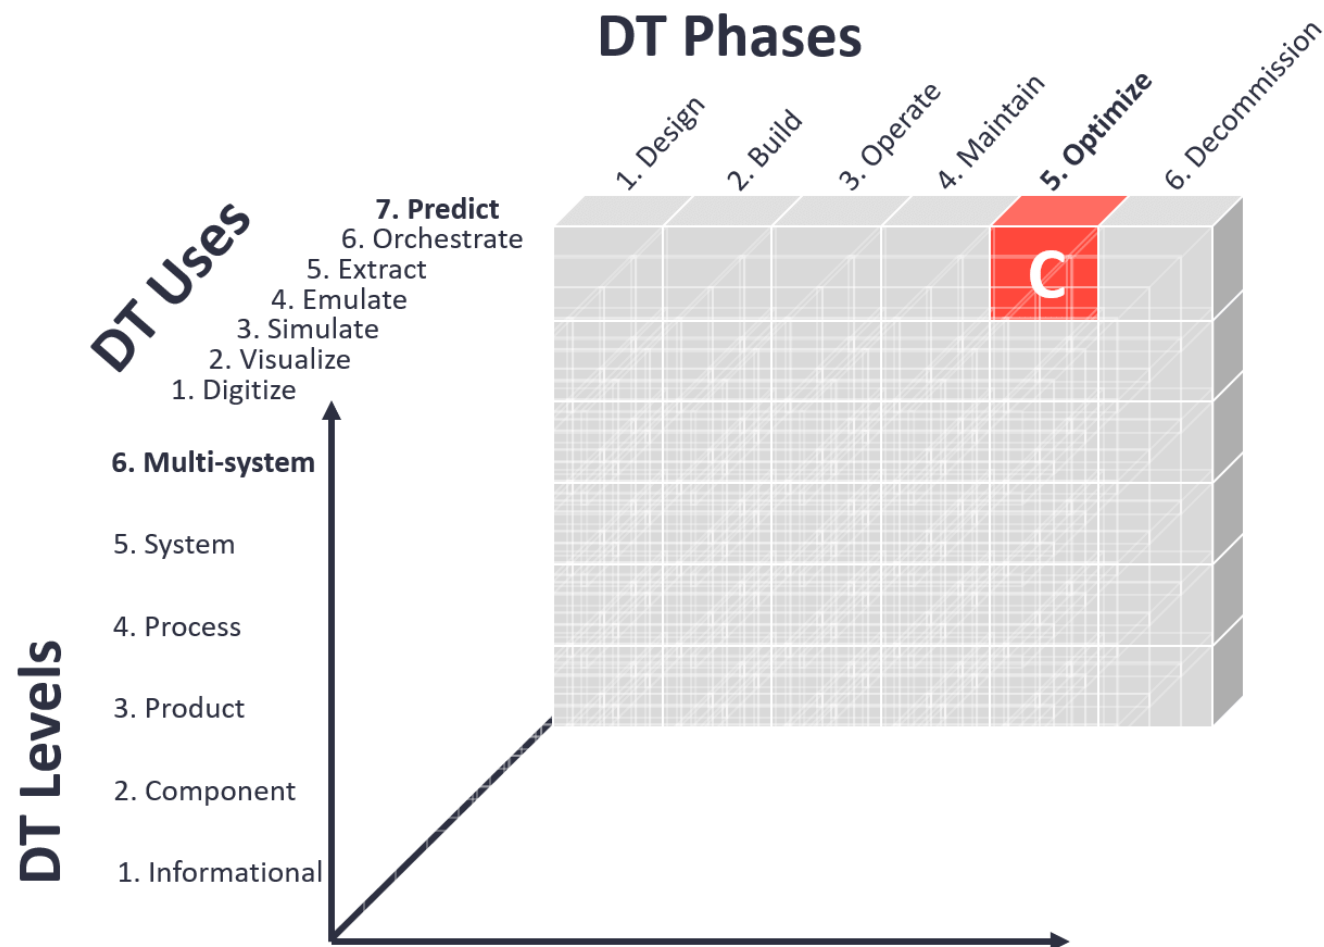 DT Phases
1. Design
2. Build
3. Operate
4. Maintain
5. Optimize
6. Decommission
DT Uses
7. Predict
6. Orchestrate
5. Extract
4. Emulate
3. Simulate
2. Visualize
1. Digitize
C
DT Levels
6. Multi-system
5. System
4. Process
3. Product
2. Component
1. Informational